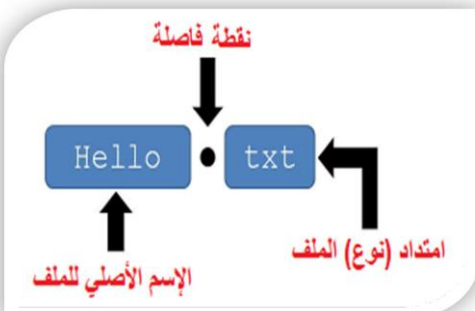 نقطة فاصلة
Hello • txt
امتداد (نوع) الملف
الإسم الأصلي للملف